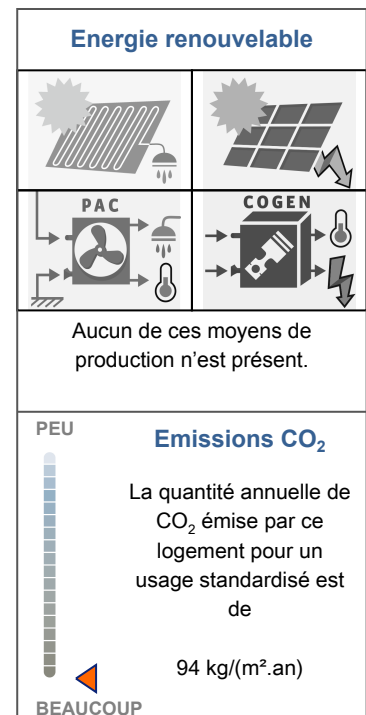 Energie renouvelable
PAC
COGEN
Aucun de ces moyens de
production n'est présent.
PEU
Emissions CO₂
La quantité annuelle de
CO₂ émise par ce
logement pour un
usage standardisé est
de
94 kg/(m².an)
BEAUCOUP